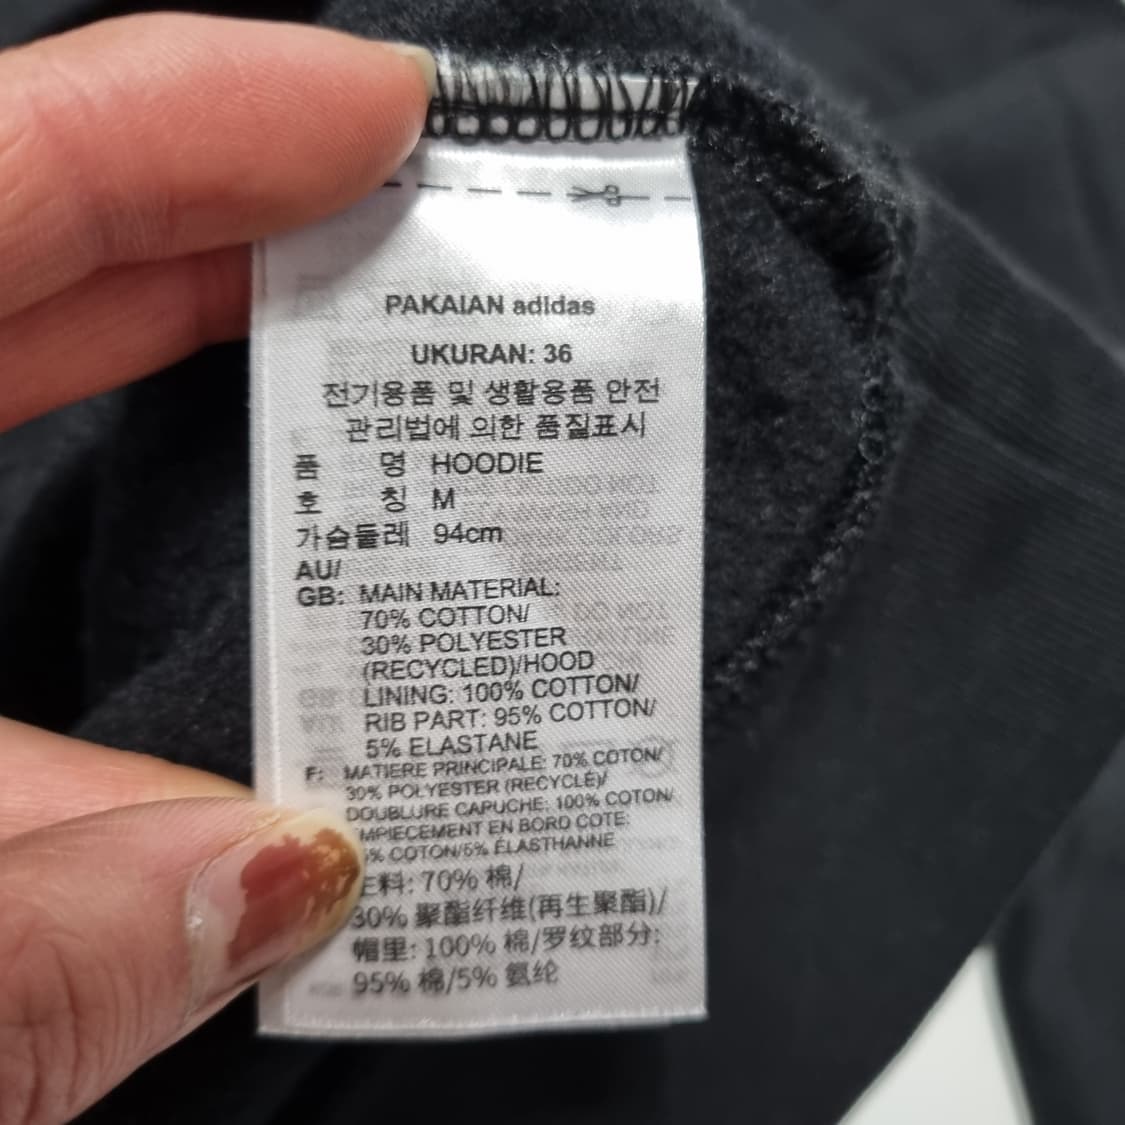 PAKAIAN adidas
UKURAN: 36
전기용품 및 생활용품 안전
관리법에 의한 품질표시
품 명 HOODIE
호 칭 M
가슴둘레 94cm
AU/
GB: MAIN MATERIAL:
70% COTTON/
30% POLYESTER
(RECYCLED)/HOOD
LINING: 100% COTTON/
RIB PART: 95% COTTON/
5% ELASTANE
F: MATIERE PRINCIPALE: 70% COTON/
30% POLYESTER (RECYCLÉ)/
DOUBLURE CAPUCHE: 100% COTON/
EMPIECEMENT EN BORD COTE:
% COTON/5% ÉLASTHANNE
主料: 70% 棉/
30% 聚酯纤维(再生聚酯)/
帽里: 100% 棉/罗纹部分:
95% 棉/5% 氨纶